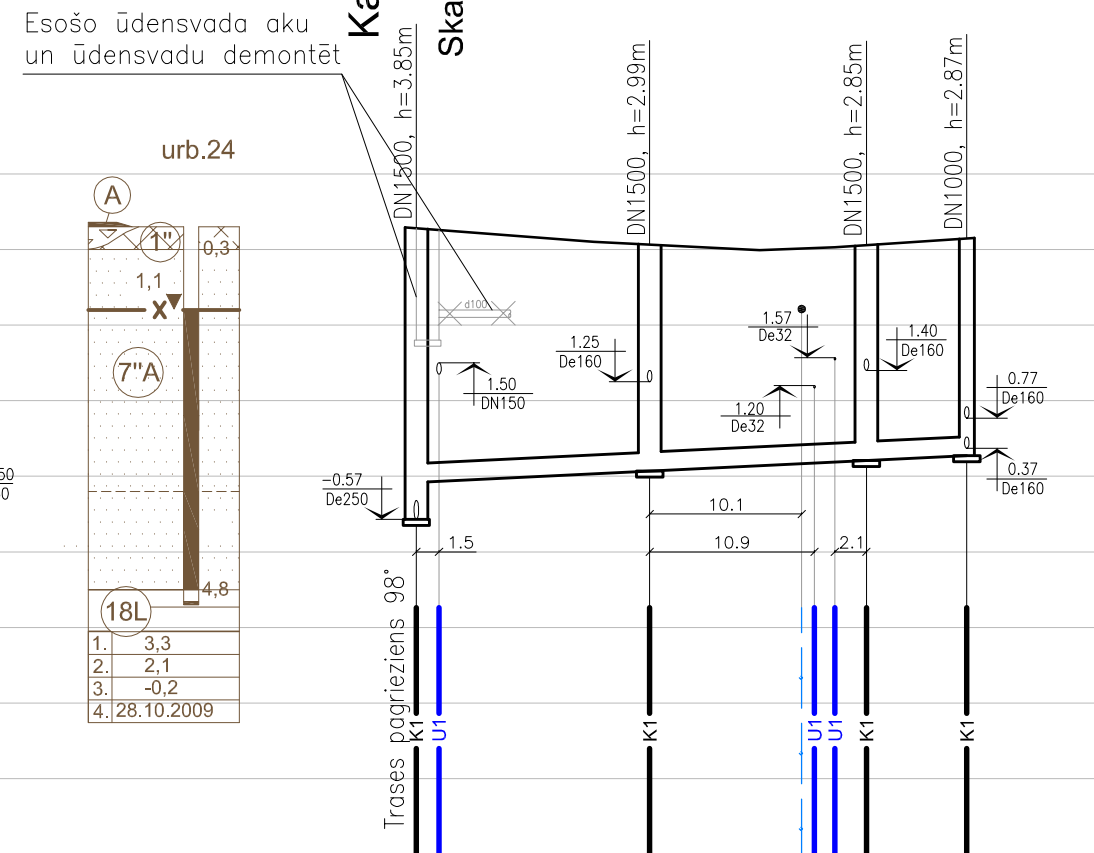 Esošo ūdensvada aku
un ūdensvadu demontēt
Ka
Ska
DN1500, h=3.85m
DN1500, h=2.99m
DN1500, h=2.85m
DN1000, h=2.87m
urb.24
A
1"
0,3
1,1
x
7"A
4,8
18L
1. 3,3
2. 2,1
3. -0,2
4. 28.10.2009
50
0
d100
1.50
DN150
1.25
De160
1.57
De32
1.20
De32
1.40
De160
0.77
De160
0.37
De160
-0.57
De250
10.1
1.5
10.9
2.1
Trases pagrieziens 98°
K1
U1
K1
U1
U1
K1
K1